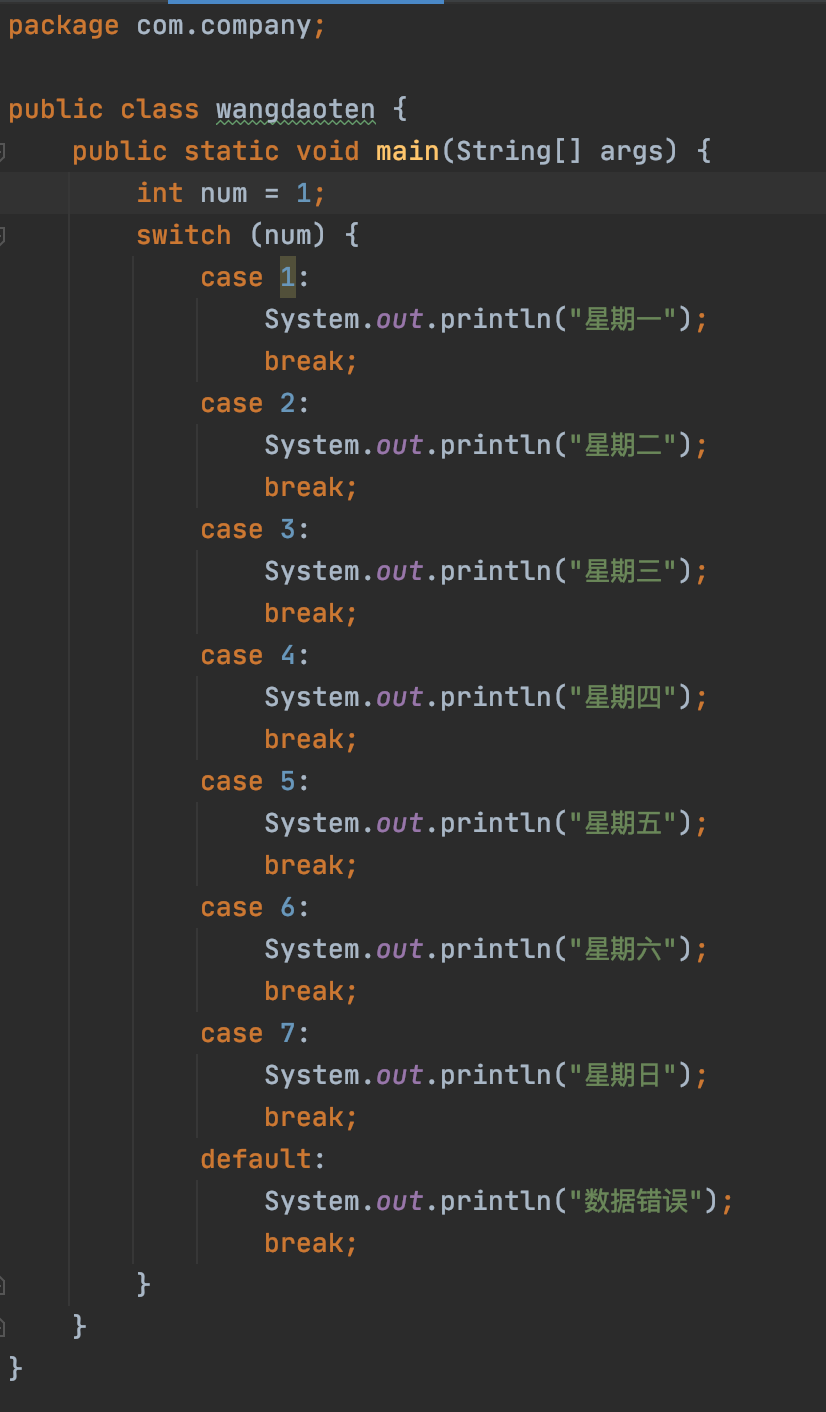 package com.company;
public class wangdaoten {
    public static void main(String[] args) {
        int num = 1;
        switch (num) {
            case 1:
                System.out.println("星期一");
                break;
            case 2:
                System.out.println("星期二");
                break;
            case 3:
                System.out.println("星期三");
                break;
            case 4:
                System.out.println("星期四");
                break;
            case 5:
                System.out.println("星期五");
                break;
            case 6:
                System.out.println("星期六");
                break;
            case 7:
                System.out.println("星期日");
                break;
            default:
                System.out.println("数据错误");
                break;
        }
    }
}